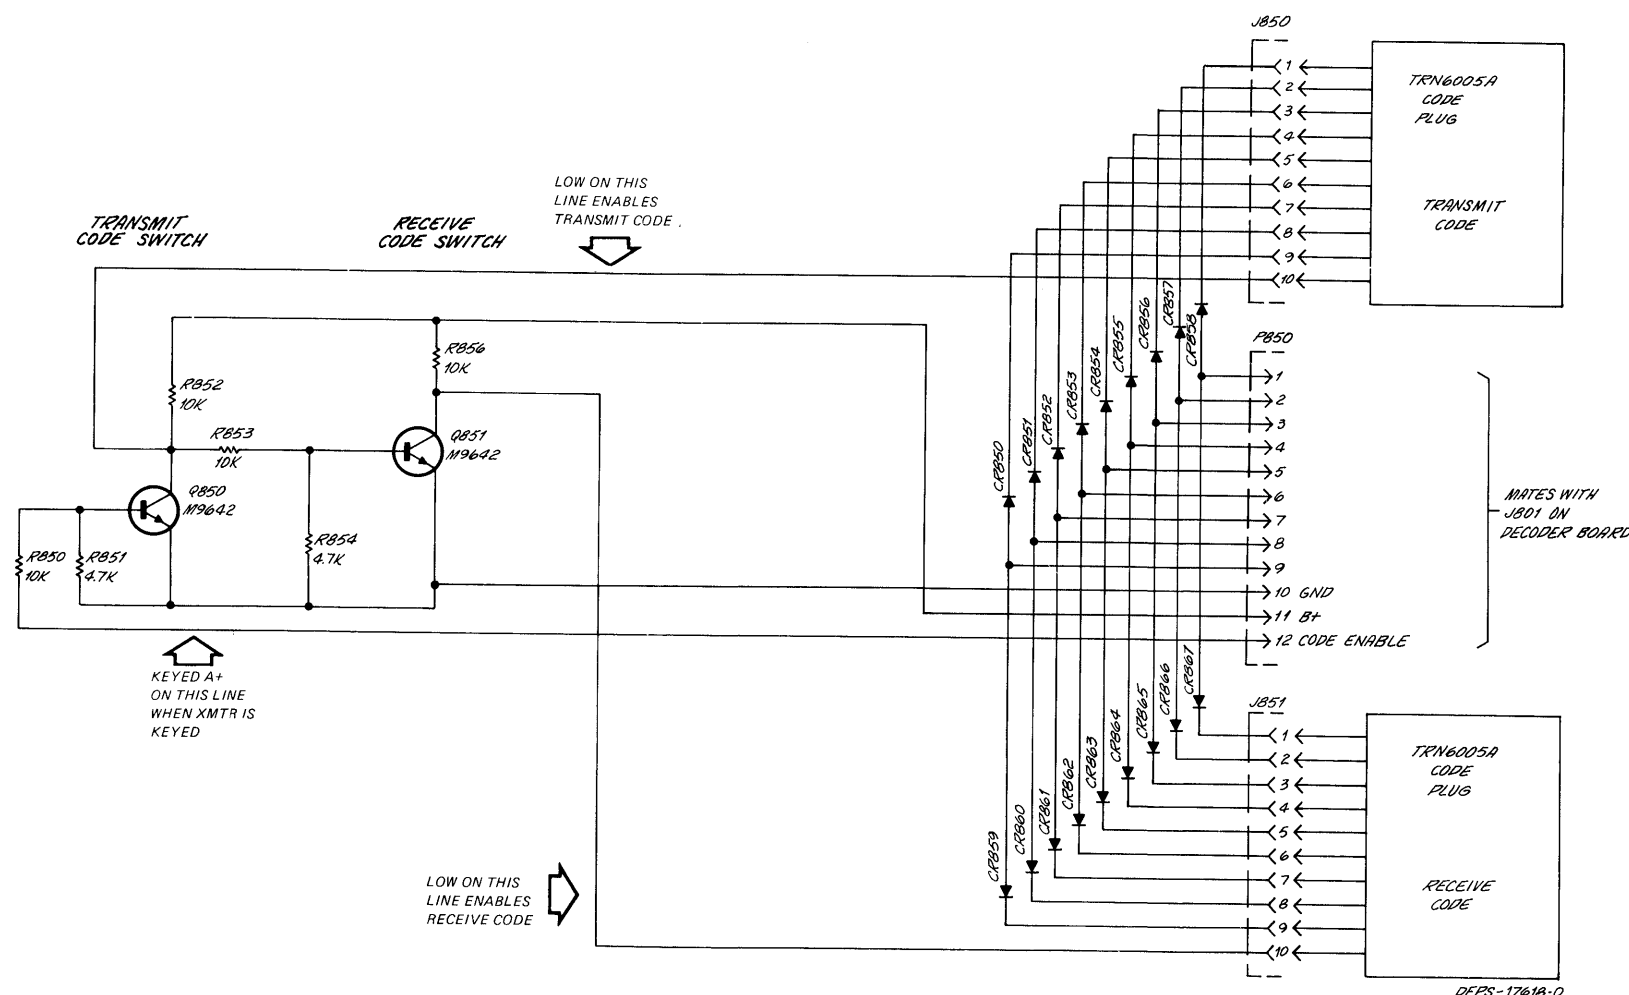 J850
1
2
3
4
5
6
7
8
9
10
TRN6005A
CODE
PLUG
TRANSMIT
CODE
LOW ON THIS
LINE ENABLES
TRANSMIT CODE.
TRANSMIT
CODE SWITCH
RECEIVE
CODE SWITCH
R852
10K
R853
10K
R856
10K
Q851
M9642
Q850
M9642
R850
10K
R851
4.7K
R854
4.7K
KEYED A+
ON THIS LINE
WHEN XMTR IS
KEYED
LOW ON THIS
LINE ENABLES
RECEIVE CODE
CR850
CR851
CR852
CR853
CR854
CR855
CR856
CR857
CR858
P850
1
2
3
4
5
6
7
8
9
10 GND
11 B+
12 CODE ENABLE
MATES WITH
J801 ON
DECODER BOARD
CR859
CR860
CR861
CR862
CR863
CR864
CR865
CR866
CR867
J851
1
2
3
4
5
6
7
8
9
10
TRN6005A
CODE
PLUG
RECEIVE
CODE
DEPS-17618-O